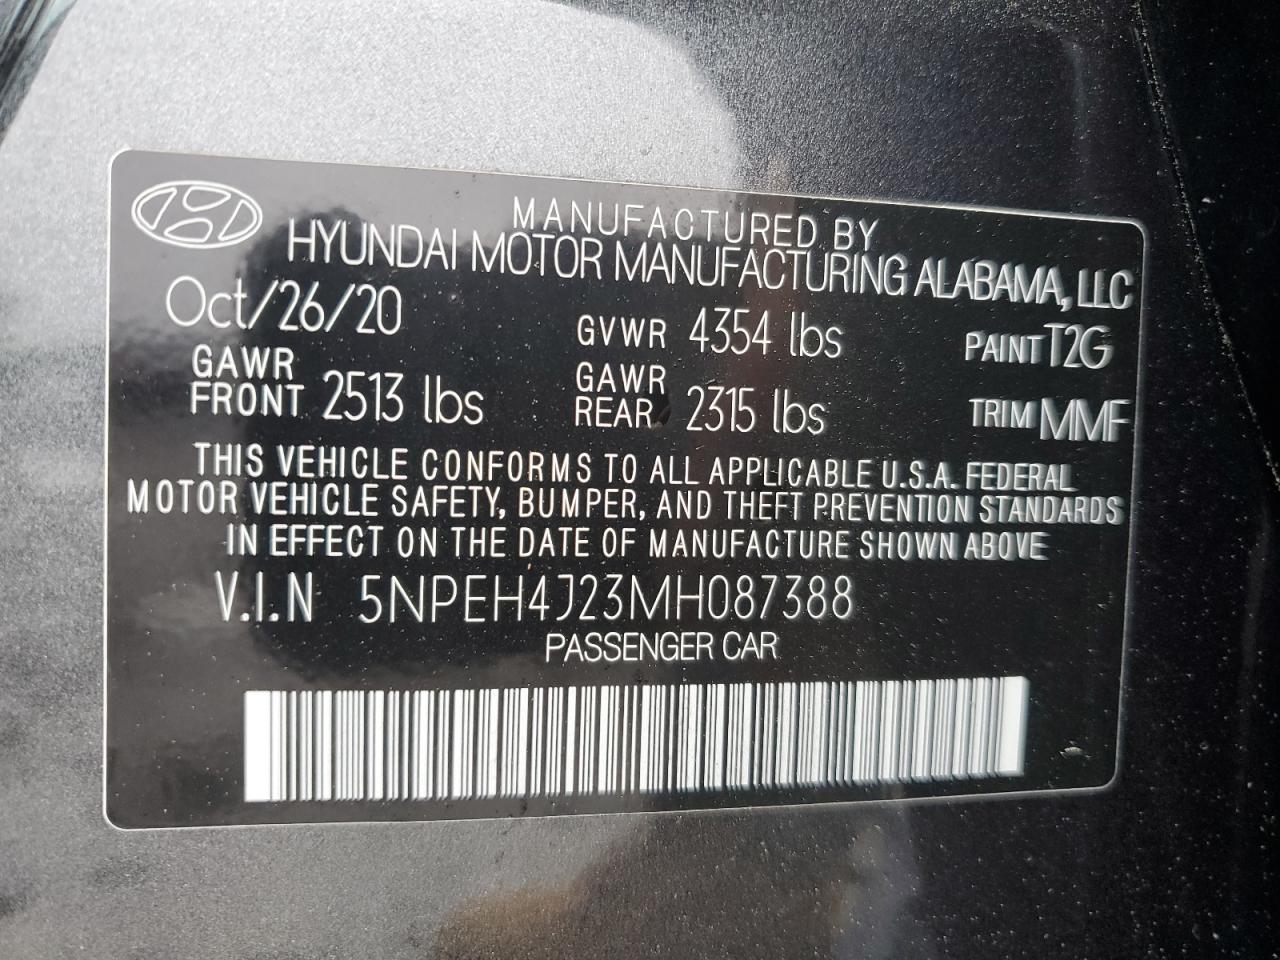 MANUFACTURED BY
HYUNDAI MOTOR MANUFACTURING ALABAMA, LLC
Oct/26/20 GVWR 4354 lbs PAINT T2G
GAWR FRONT 2513 lbs GAWR REAR 2315 lbs TRIM MMF
THIS VEHICLE CONFORMS TO ALL APPLICABLE U.S.A. FEDERAL
MOTOR VEHICLE SAFETY, BUMPER, AND THEFT PREVENTION STANDARDS
IN EFFECT ON THE DATE OF MANUFACTURE SHOWN ABOVE
V.I.N 5NPEH4J23MH087388
PASSENGER CAR